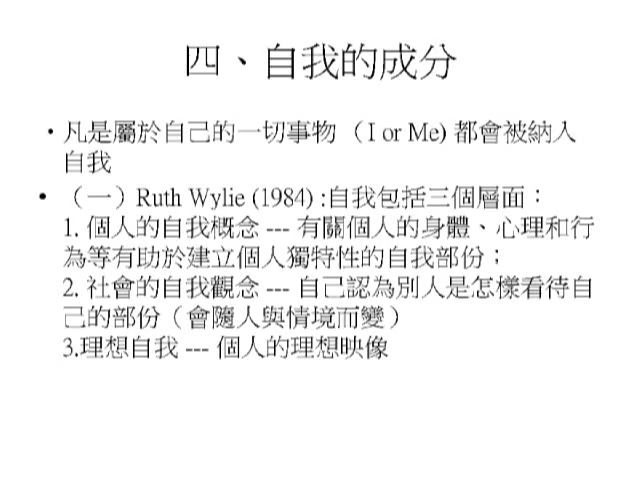 四、自我的成分
•凡是屬於自己的一切事物 （I or Me) 都會被納入
自我
•（一）Ruth Wylie (1984) :自我包括三個層面：
1. 個人的自我概念 --- 有關個人的身體、心理和行
為等有助於建立個人獨特性的自我部份；
2. 社會的自我觀念 --- 自己認為別人是怎樣看待自
己的部份（會隨人與情境而變）
3.理想自我 --- 個人的理想映像